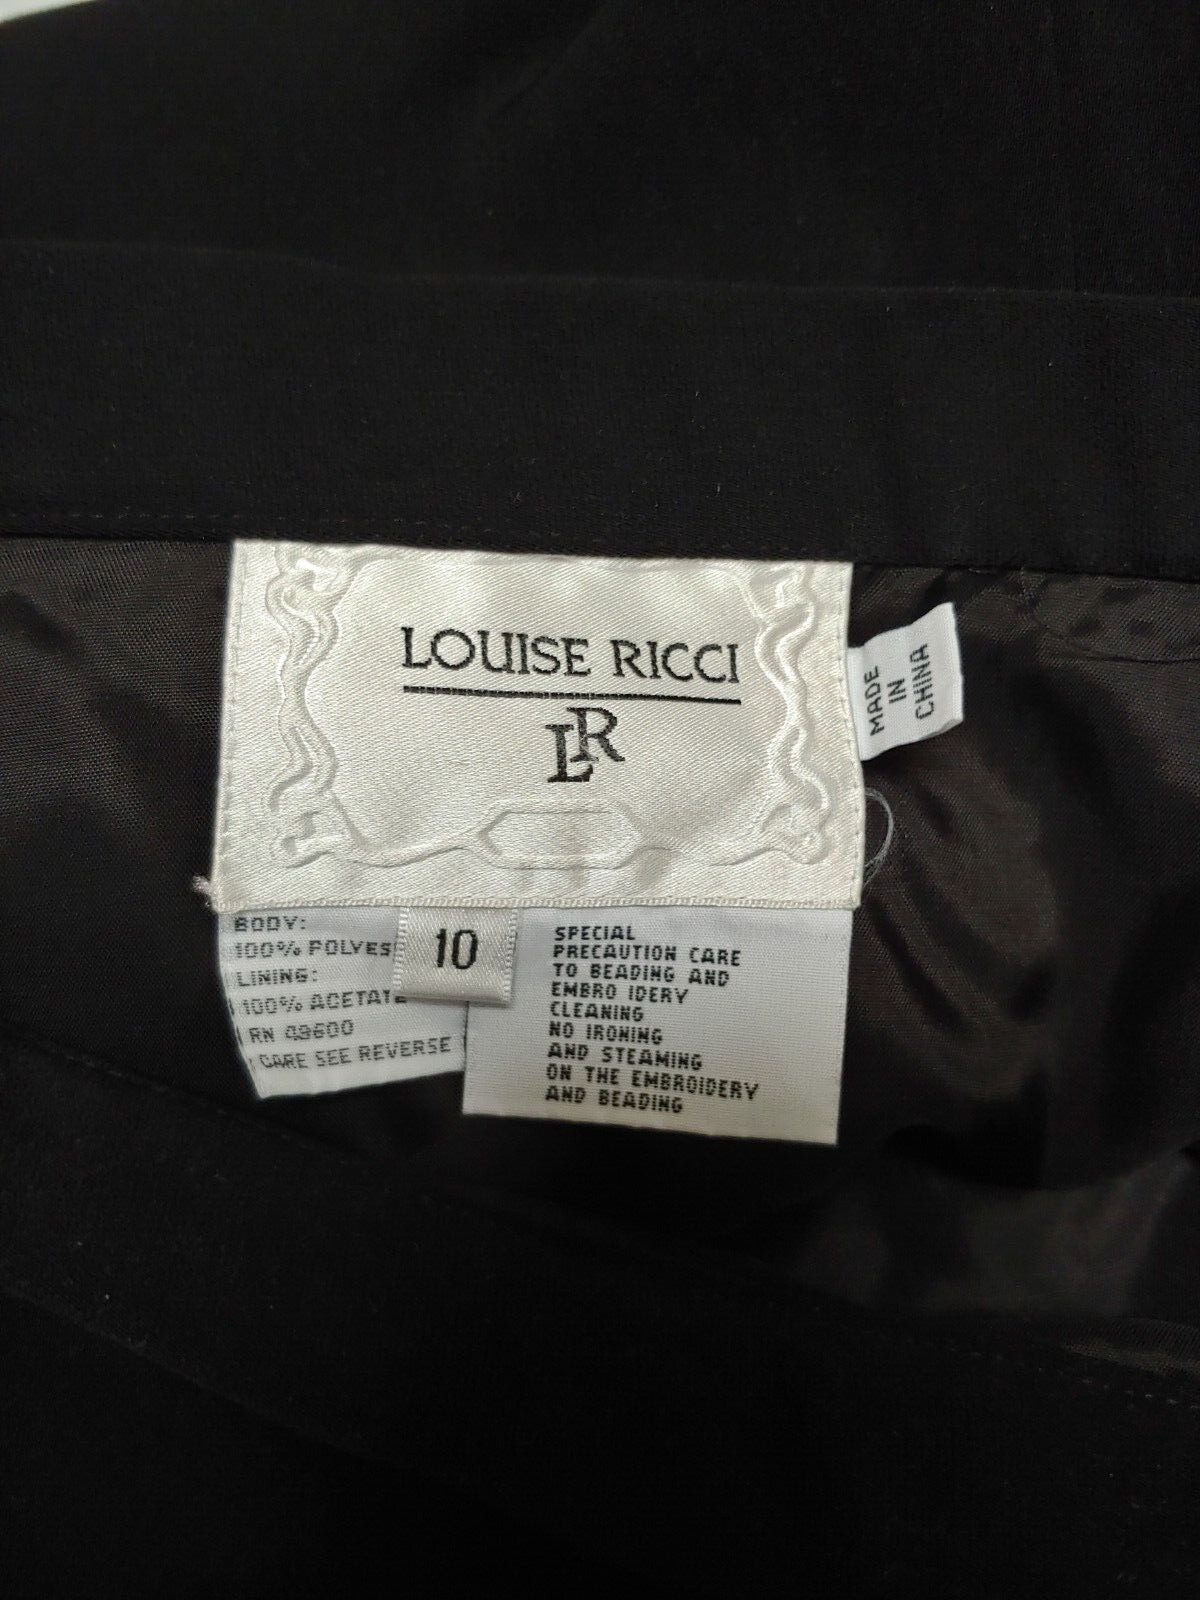 LOUISE RICCI
LR
MADE
IN
CHINA
10
BODY:
100% POLYES
LINING:
100% ACETATE
RN
CARE SEE REVERSE
SPECIAL
PRECAUTION CARE
TO BEADING AND
EMBRO IDERY
CLEANING
NO IRONING
AND STEAMING
ON THE EMBROIDERY
AND BEADING